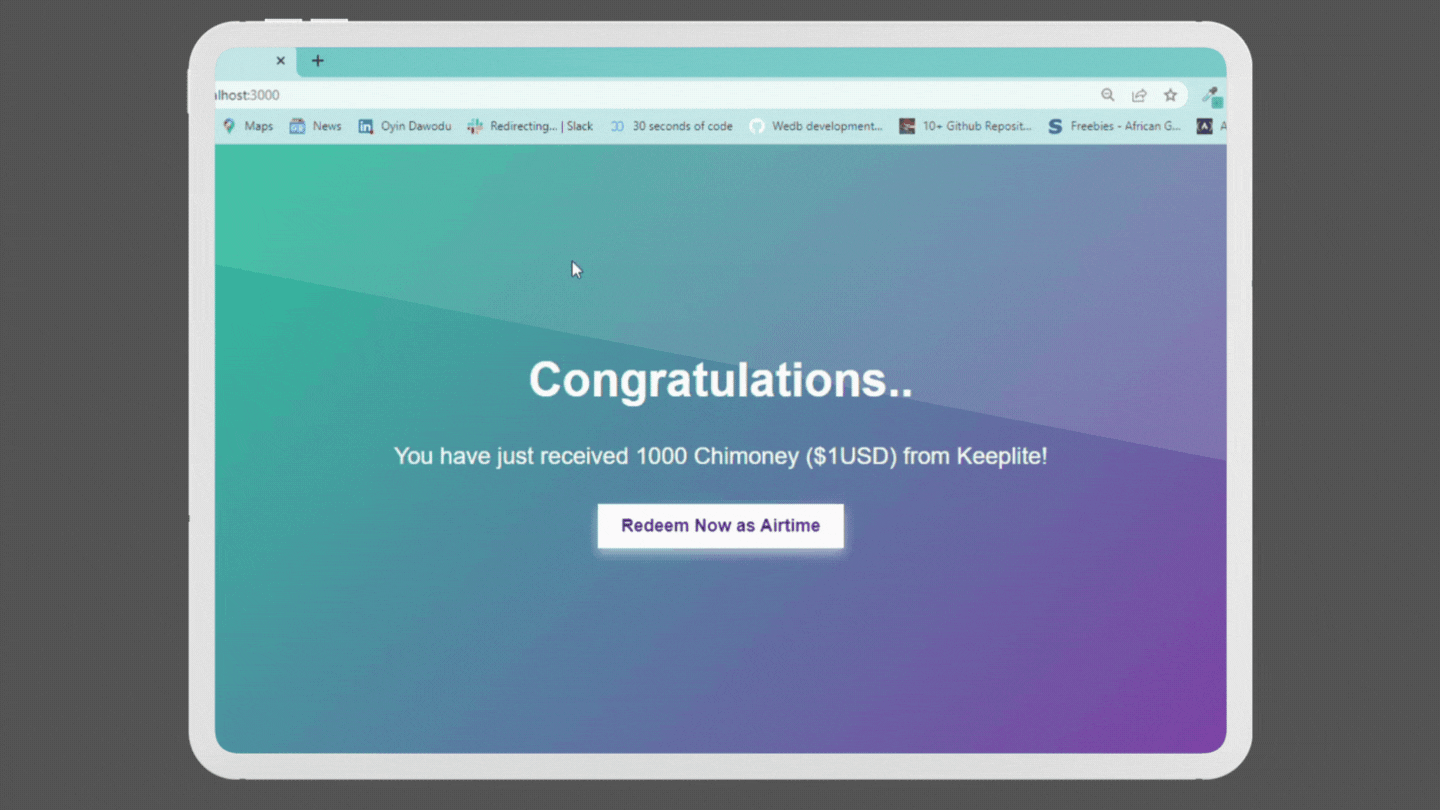 lhost:3000
Maps News Oyin Dawodu Redirecting... | Slack 30 seconds of code Wedb development... 10+ Github Reposit... Freebies - African G... A
Congratulations..
You have just received 1000 Chimoney ($1USD) from Keeplite!
Redeem Now as Airtime